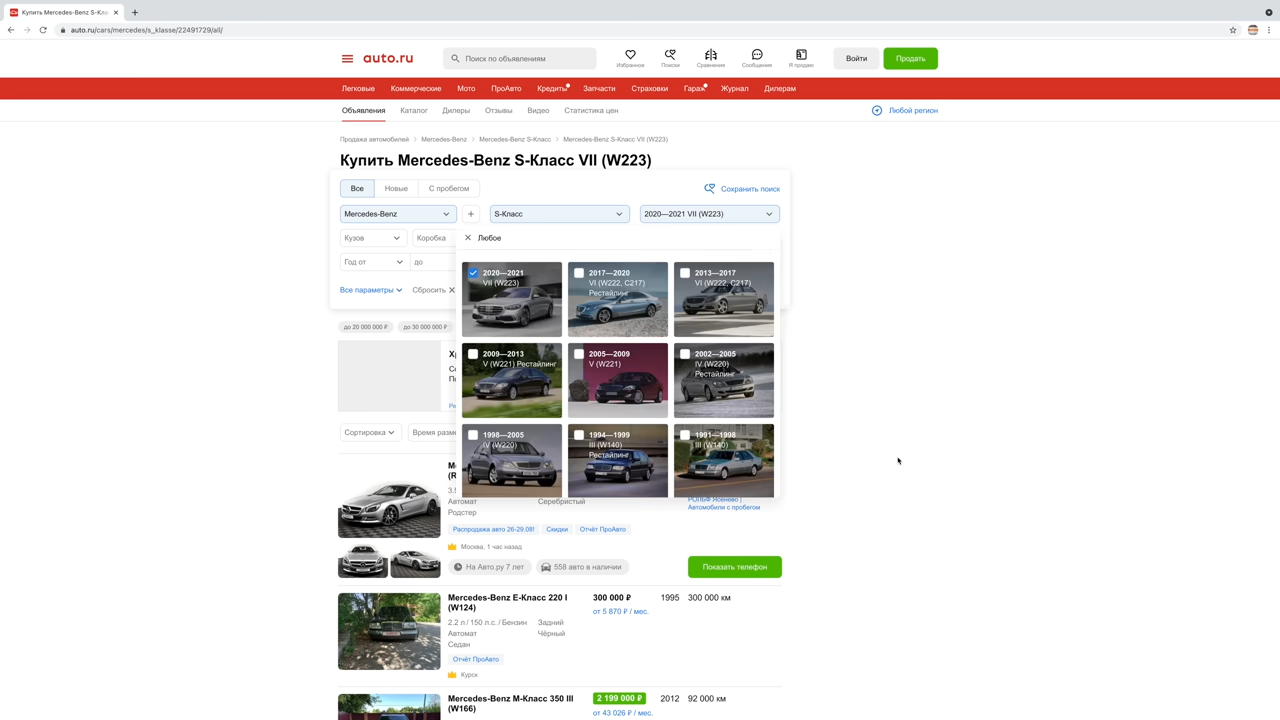 Купить Mercedes-Benz S-Кла
auto.ru/cars/mercedes/s_klasse/22491729/all/
auto.ru
Поиск по объявлениям
Избранное
Поиски
Сравнения
Сообщения
Я продаю
Войти
Продать
Легковые
Коммерческие
Мото
ПроАвто
Кредиты
Запчасти
Страховки
Гараж
Журнал
Дилерам
Объявления
Каталог
Дилеры
Отзывы
Видео
Статистика цен
Любой регион
Продажа автомобилей
Mercedes-Benz
Mercedes-Benz S-Класс
Mercedes-Benz S-Класс VII (W223)
Купить Mercedes-Benz S-Класс VII (W223)
Все
Новые
С пробегом
Сохранить поиск
Mercedes-Benz
S-Класс
2020—2021 VII (W223)
Кузов
Коробка
Любое
Год от
до
Все параметры
Сбросить
2020—2021
VII (W223)
2017—2020
VI (W222, C217)
Рестайлинг
2013—2017
VI (W222, C217)
2009—2013
V (W221) Рестайлинг
2005—2009
V (W221)
2002—2005
IV (W220)
Рестайлинг
1998—2005
IV (W220)
1994—1999
III (W140)
Рестайлинг
1991—1998
III (W140)
до 20 000 000 ₽
до 30 000 000 ₽
Сортировка
Время разме
Автомат
Серебристый
Родстер
РОЛЬФ Ясенево |
Автомобили с пробегом
Распродажа авто 26-29.08!
Скидки
Отчёт ПроАвто
Москва, 1 час назад
На Авто.ру 7 лет
558 авто в наличии
Показать телефон
Mercedes-Benz E-Класс 220 I
(W124)
300 000 ₽
1995
300 000 км
от 5 870 ₽ / мес.
2.2 л / 150 л.с. / Бензин
Задний
Автомат
Чёрный
Седан
Отчёт ПроАвто
Курск
Mercedes-Benz M-Класс 350 III
(W166)
2 199 000 ₽
2012
92 000 км
от 43 026 ₽ / мес.